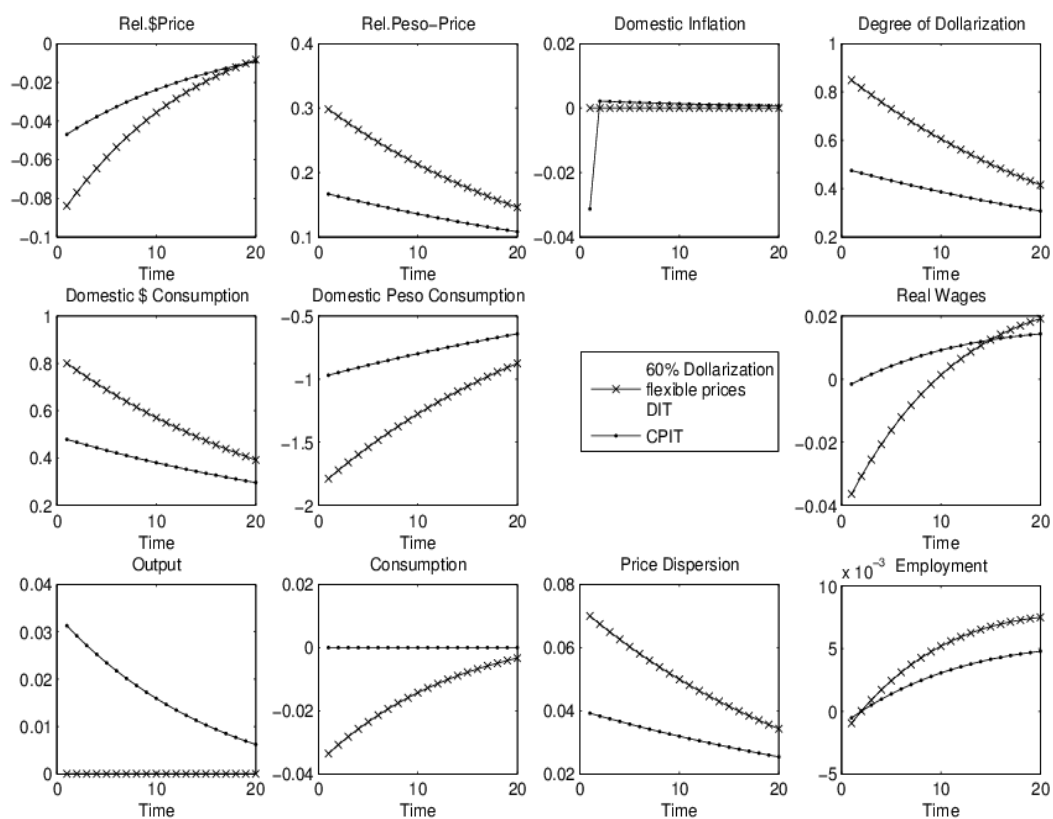 Rel.$Price
Rel.Peso−Price
Domestic Inflation
Degree of Dollarization
0
−0.02
−0.04
−0.06
−0.08
−0.1
0 10 20
Time
0.4
0.3
0.2
0.1
0 10 20
Time
0.02
0
−0.02
−0.04
0 10 20
Time
1
0.8
0.6
0.4
0.2
0 10 20
Time
Domestic $ Consumption
Domestic Peso Consumption
Real Wages
1
0.8
0.6
0.4
0.2
0 10 20
Time
−0.5
−1
−1.5
−2
0 10 20
Time
60% Dollarization
flexible prices
DIT
CPIT
0.02
0
−0.02
−0.04
0 10 20
Time
Output
Consumption
Price Dispersion
x 10⁻³ Employment
0.04
0.03
0.02
0.01
0
0 10 20
Time
0.02
0
−0.02
−0.04
0 10 20
Time
0.08
0.06
0.04
0.02
0 10 20
Time
10
5
0
−5
0 10 20
Time